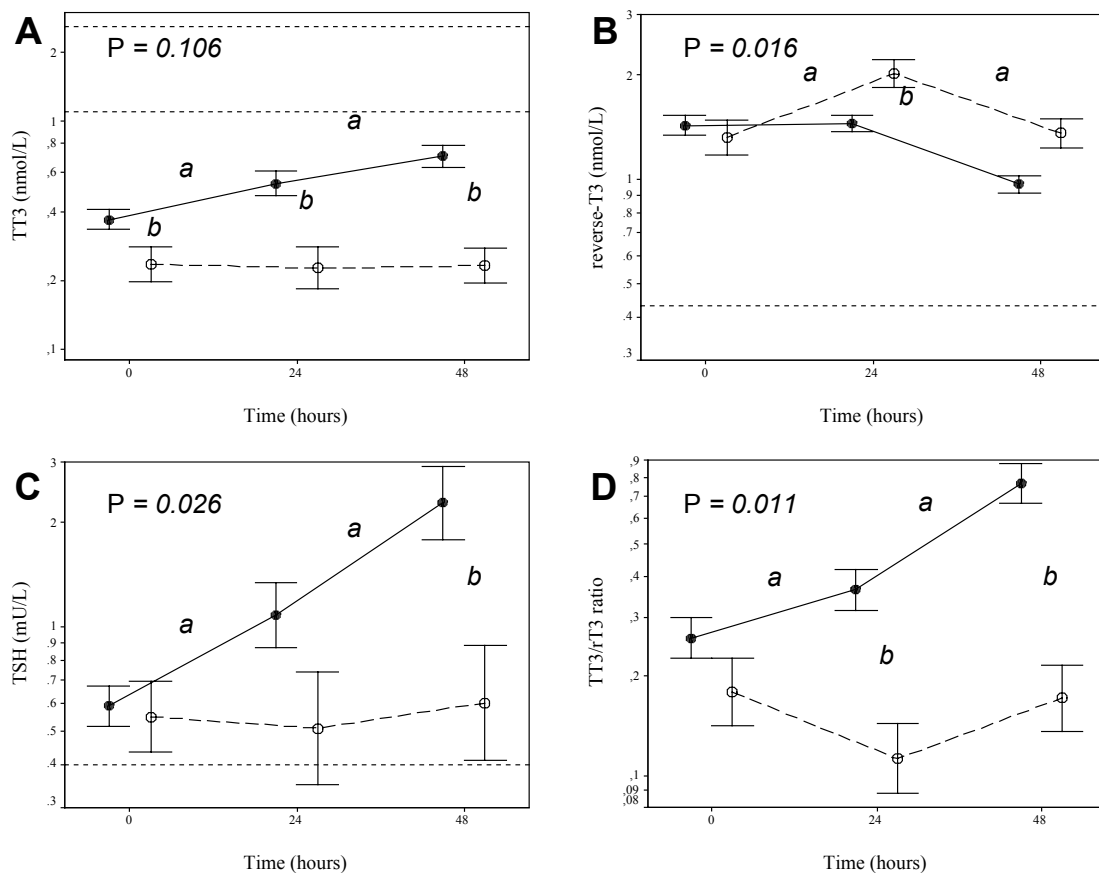 A
P = 0.106
2
1
,8
,6
,4
,2
,1
a
a
b
b
b
TT3 (nmol/L)
0
24
48
Time (hours)
B
P = 0.016
3
2
1
.9
.8
.7
.6
.5
.4
.3
a
a
b
reverse-T3 (nmol/L)
0
24
48
Time (hours)
C
P = 0.026
3
2
1
.9
.8
.7
.6
.5
.4
.3
a
a
b
TSH (mU/L)
0
24
48
Time (hours)
D
P = 0.011
,9
,8
,7
,6
,5
,4
,3
,2
,1
,09
,08
a
a
b
b
TT3/rT3 ratio
0
24
48
Time (hours)